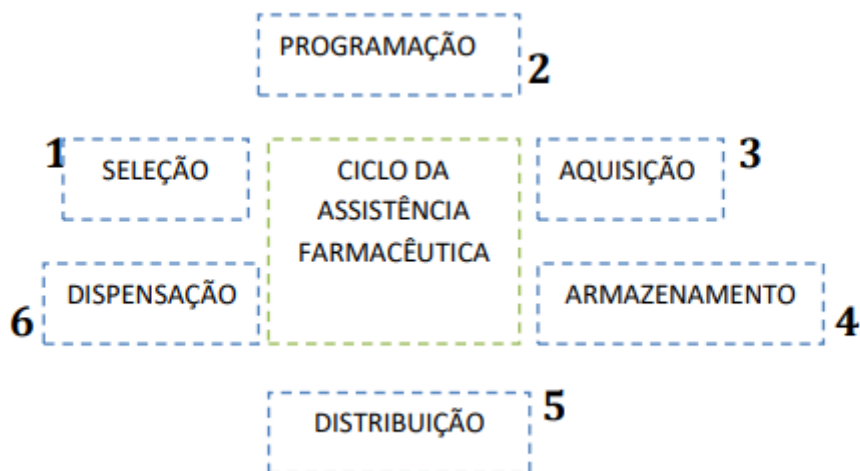 PROGRAMAÇÃO
2
1
SELEÇÃO
CICLO DA
ASSISTÊNCIA
FARMACÊUTICA
AQUISIÇÃO
3
DISPENSAÇÃO
6
ARMAZENAMENTO
4
DISTRIBUIÇÃO
5